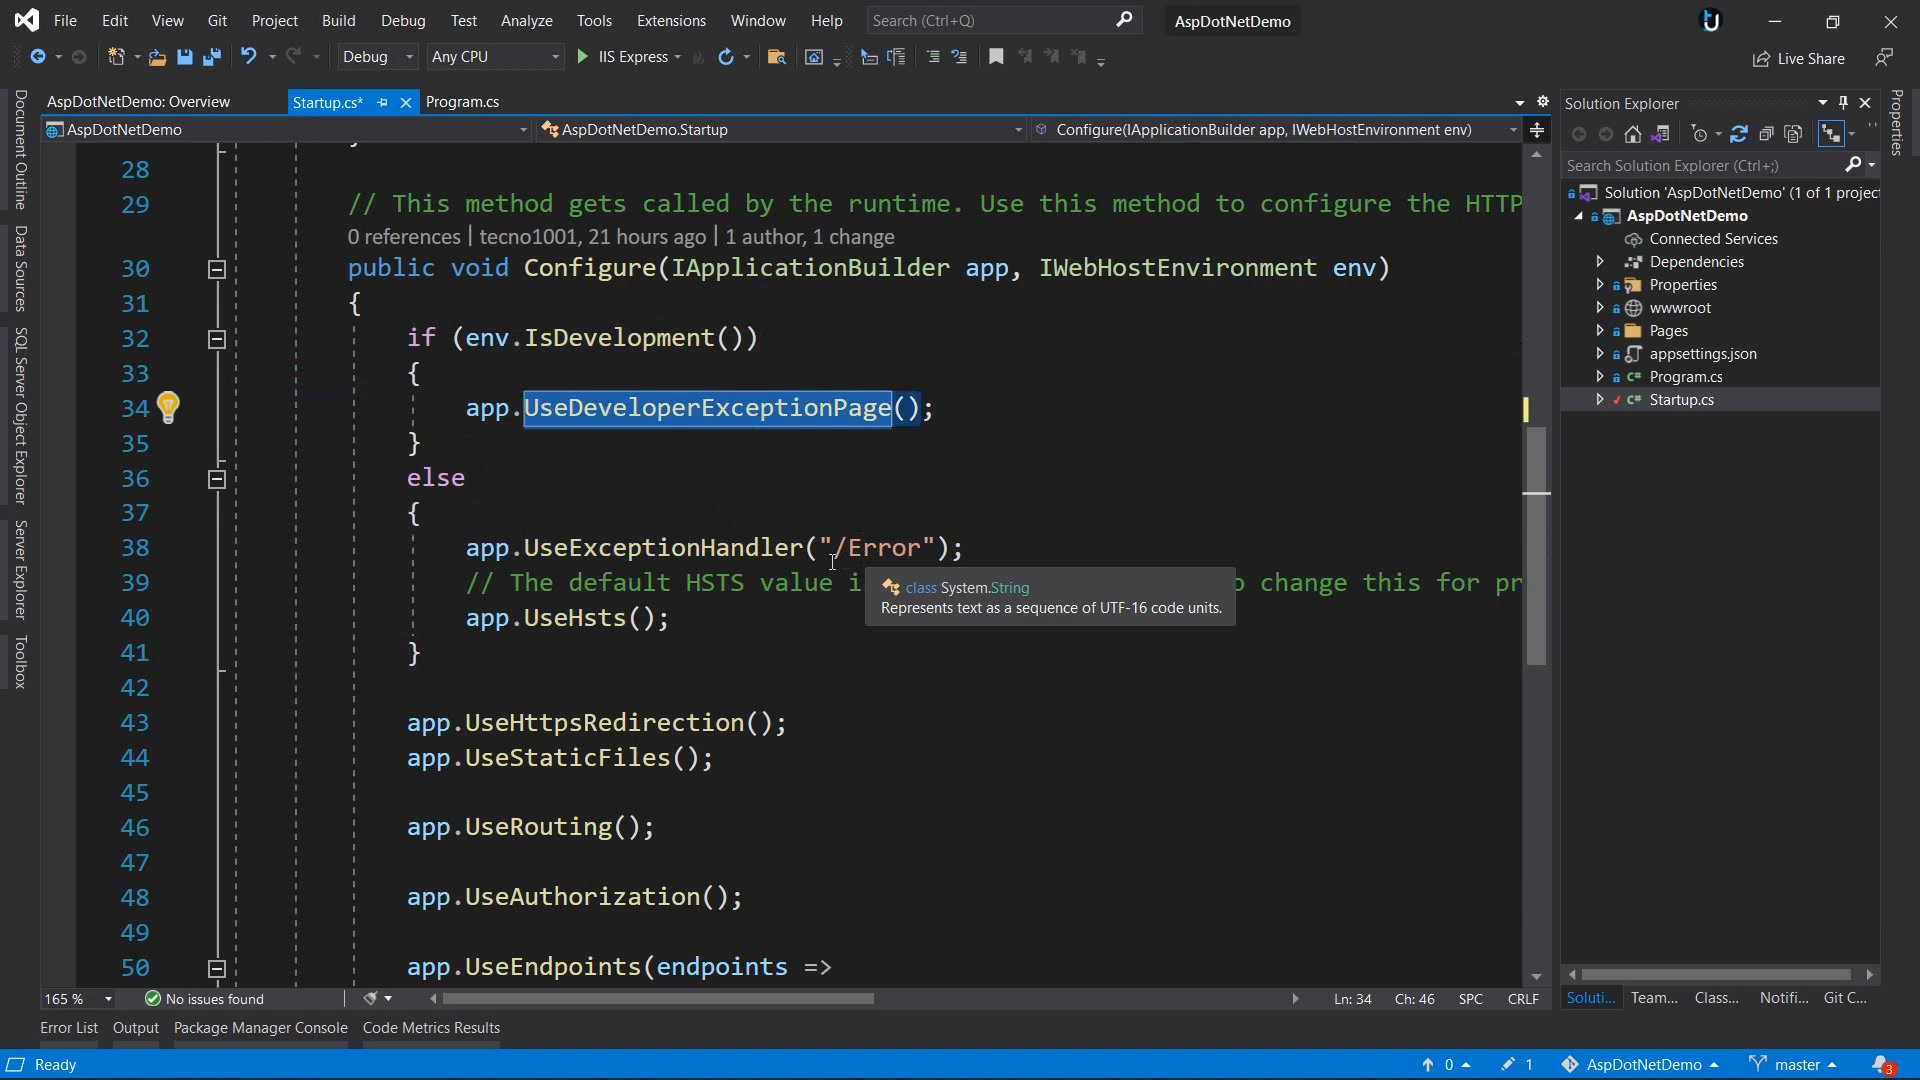 File Edit View Git Project Build Debug Test Analyze Tools Extensions Window Help Search (Ctrl+Q) AspDotNetDemo
Debug Any CPU IIS Express Live Share
AspDotNetDemo: Overview Startup.cs* Program.cs
AspDotNetDemo AspDotNetDemo.Startup Configure(IApplicationBuilder app, IWebHostEnvironment env)
Document Outline
Data Sources
SQL Server Object Explorer
Server Explorer
Toolbox
28
29 // This method gets called by the runtime. Use this method to configure the HTTP
0 references | tecno1001, 21 hours ago | 1 author, 1 change
30 public void Configure(IApplicationBuilder app, IWebHostEnvironment env)
31 {
32 if (env.IsDevelopment())
33 {
34 app.UseDeveloperExceptionPage();
35 }
36 else
37 {
38 app.UseExceptionHandler("/Error");
39 // The default HSTS value i o change this for pr
class System.String
Represents text as a sequence of UTF-16 code units.
40 app.UseHsts();
41 }
42
43 app.UseHttpsRedirection();
44 app.UseStaticFiles();
45
46 app.UseRouting();
47
48 app.UseAuthorization();
49
50 app.UseEndpoints(endpoints =>
165 % No issues found Ln: 34 Ch: 46 SPC CRLF
Error List Output Package Manager Console Code Metrics Results
Solution Explorer
Search Solution Explorer (Ctrl+;)
Solution 'AspDotNetDemo' (1 of 1 project
AspDotNetDemo
Connected Services
Dependencies
Properties
wwwroot
Pages
appsettings.json
Program.cs
Startup.cs
Soluti... Team... Class... Notifi... Git C...
Properties
Ready 0 1 AspDotNetDemo master 3